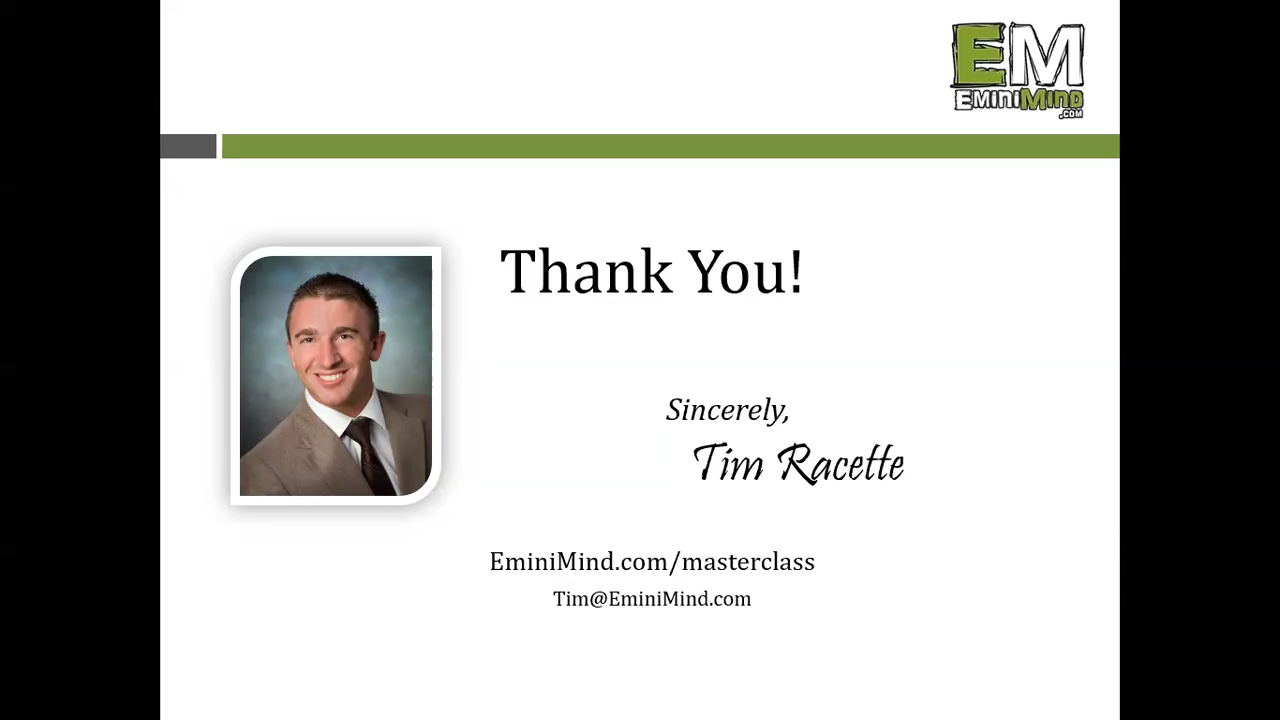 EM
EminiMind
.com
Thank You!
Sincerely,
Tim Racette
EminiMind.com/masterclass
Tim@EminiMind.com